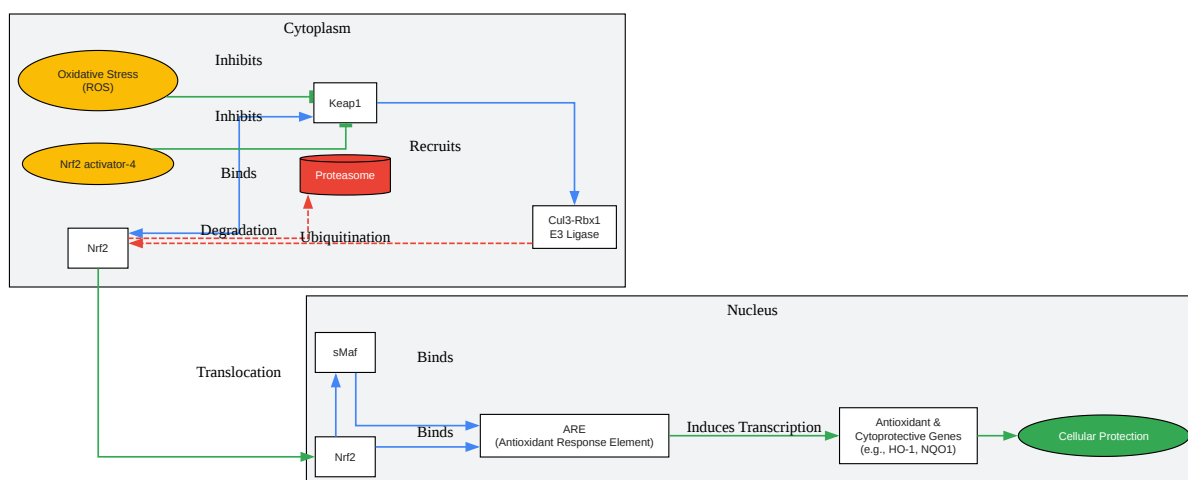 Cytoplasm
Inhibits
Oxidative Stress
(ROS)
Keap1
Inhibits
Recruits
Nrf2 activator-4
Binds
Proteasome
Cul3-Rbx1
E3 Ligase
Degradation
Ubiquitination
Nrf2
Nucleus
sMaf
Binds
Translocation
ARE
(Antioxidant Response Element)
Binds
Induces Transcription
Antioxidant &
Cytoprotective Genes
(e.g., HO-1, NQO1)
Cellular Protection
Nrf2